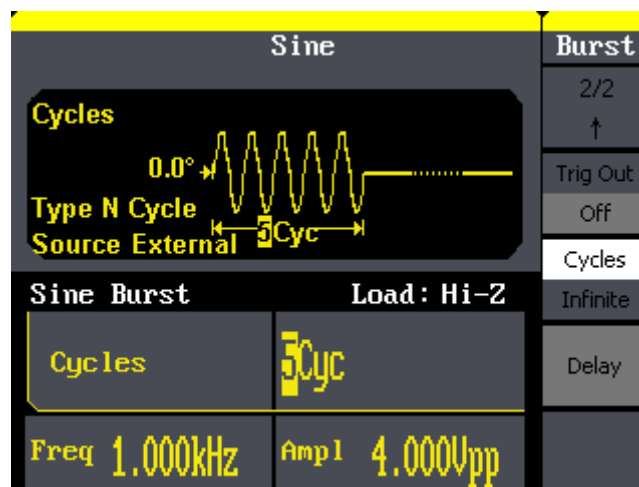 Sine
Burst
2/2
↑
Cycles
0.0°
Type N Cycle
Source External
5Cyc
Trig Out
Off
Cycles
Infinite
Delay
Sine Burst
Load: Hi-Z
Cycles
5Cyc
Freq 1.000kHz
Ampl 4.000Vpp